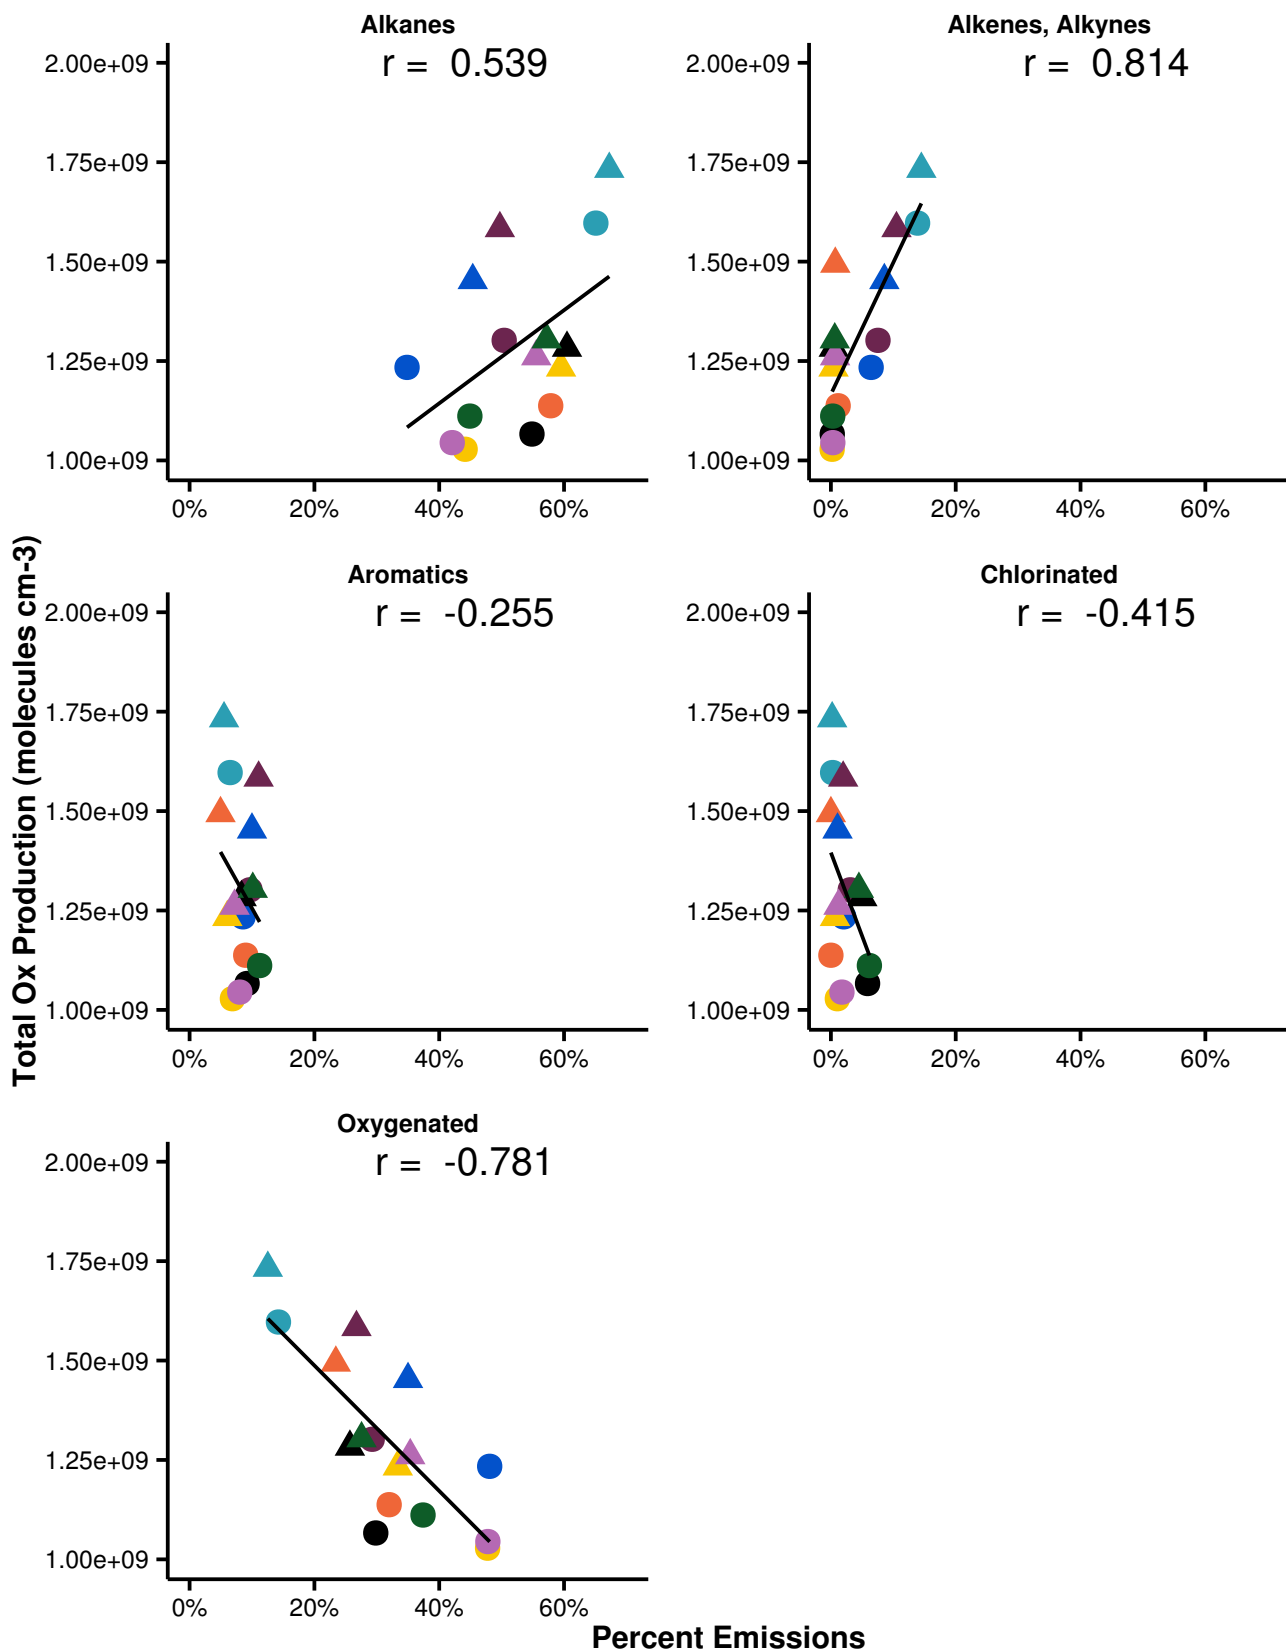 Alkanes
r = 0.539
2.00e+09
1.75e+09
1.50e+09
1.25e+09
1.00e+09
0% 20% 40% 60%
Alkenes, Alkynes
r = 0.814
2.00e+09
1.75e+09
1.50e+09
1.25e+09
1.00e+09
0% 20% 40% 60%
Total Ox Production (molecules cm-3)
Aromatics
r = -0.255
2.00e+09
1.75e+09
1.50e+09
1.25e+09
1.00e+09
0% 20% 40% 60%
Chlorinated
r = -0.415
2.00e+09
1.75e+09
1.50e+09
1.25e+09
1.00e+09
0% 20% 40% 60%
Oxygenated
r = -0.781
2.00e+09
1.75e+09
1.50e+09
1.25e+09
1.00e+09
0% 20% 40% 60%
Percent Emissions